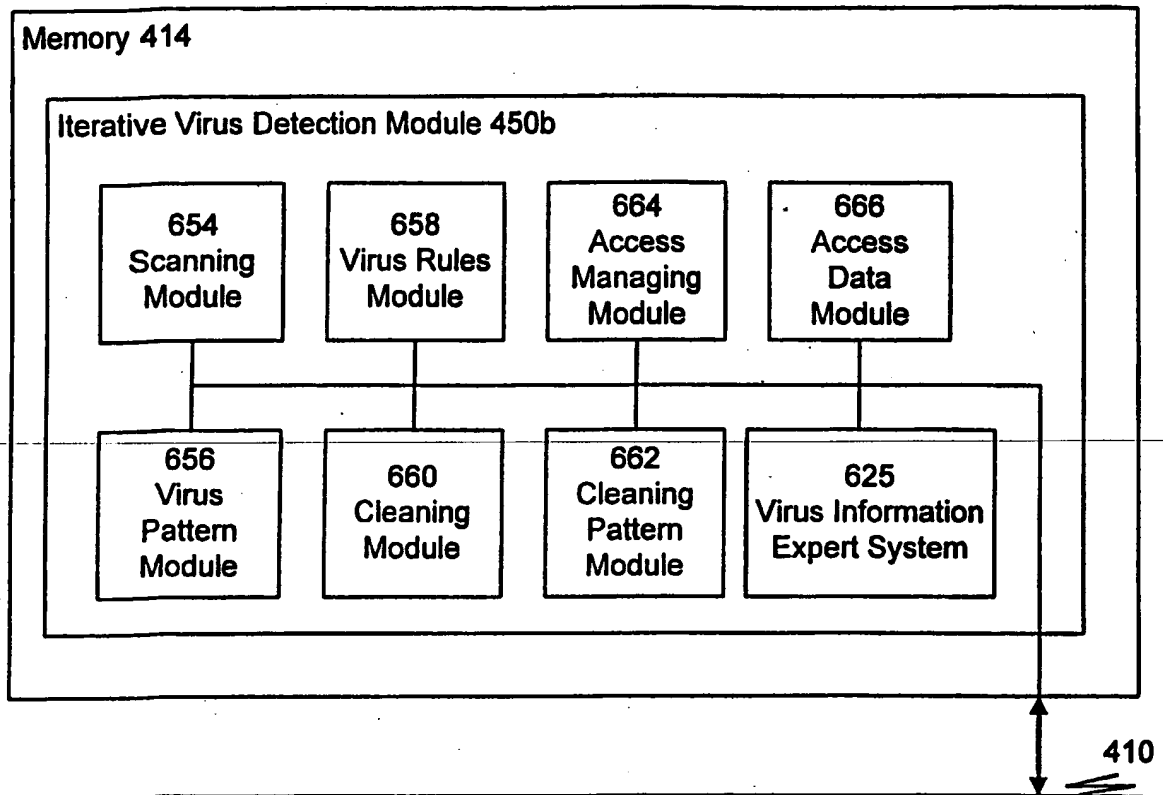 Memory 414
Iterative Virus Detection Module 450b
654
Scanning
Module
658
Virus Rules
Module
664
Access
Managing
Module
666
Access
Data
Module
656
Virus
Pattern
Module
660
Cleaning
Module
662
Cleaning
Pattern
Module
625
Virus Information
Expert System
410